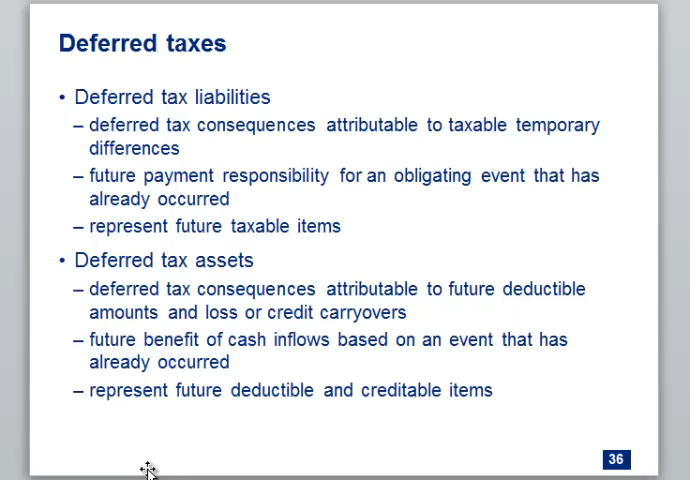 Deferred taxes
• Deferred tax liabilities
– deferred tax consequences attributable to taxable temporary
differences
– future payment responsibility for an obligating event that has
already occurred
– represent future taxable items
• Deferred tax assets
– deferred tax consequences attributable to future deductible
amounts and loss or credit carryovers
– future benefit of cash inflows based on an event that has
already occurred
– represent future deductible and creditable items
36